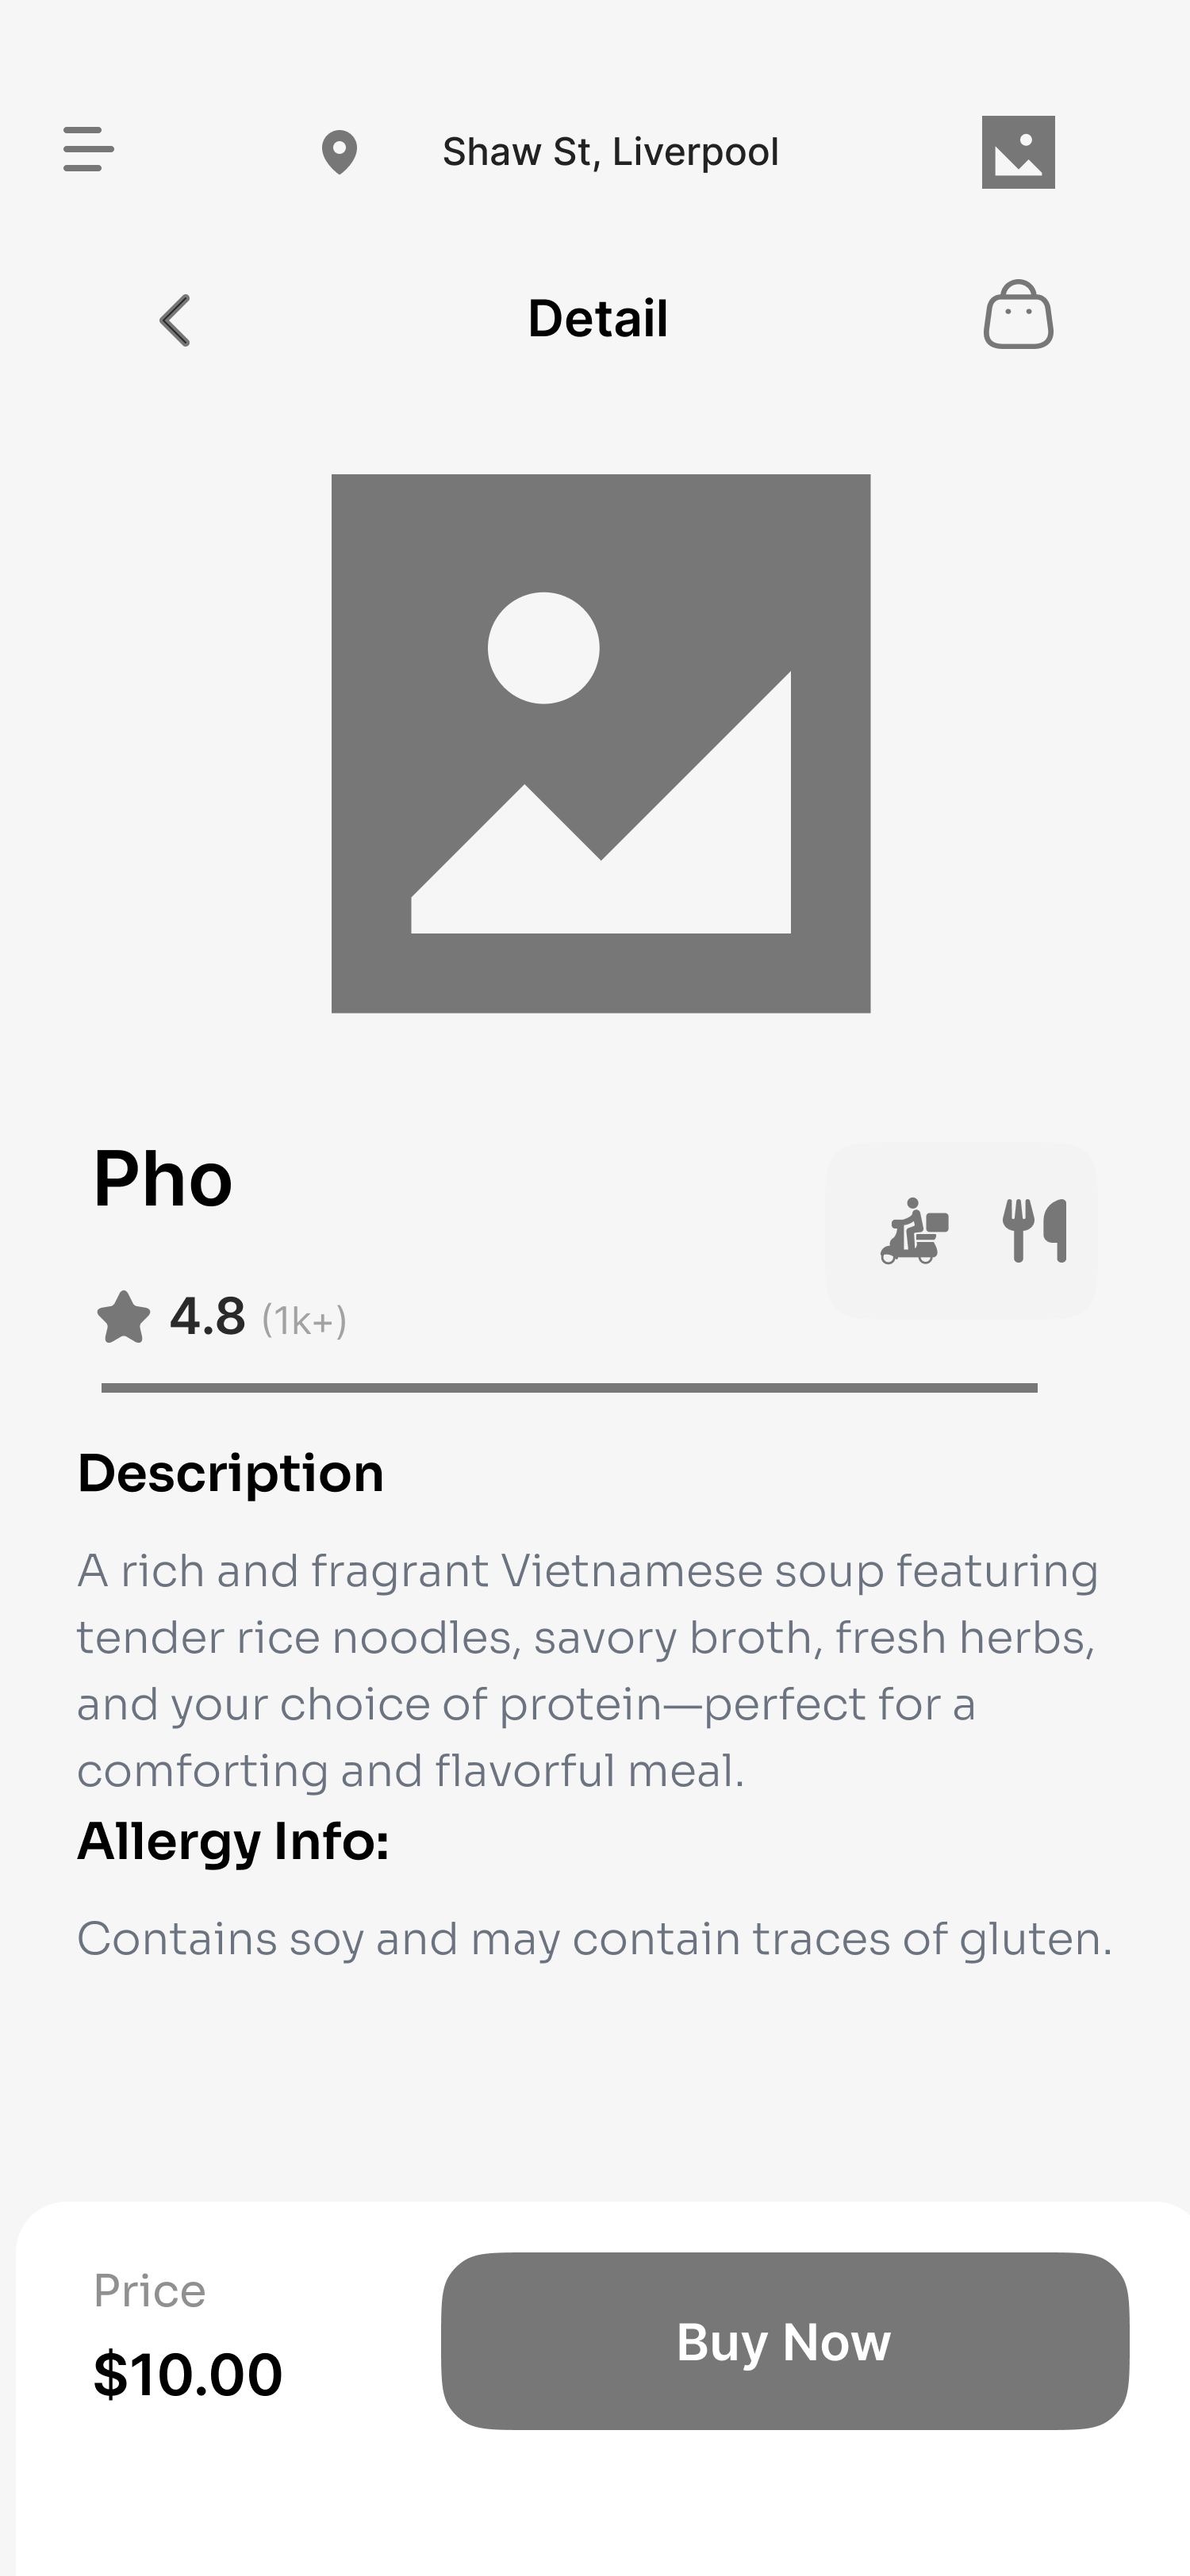 Shaw St, Liverpool
Detail
Pho
4.8 (1k+)
Description
A rich and fragrant Vietnamese soup featuring
tender rice noodles, savory broth, fresh herbs,
and your choice of protein—perfect for a
comforting and flavorful meal.
Allergy Info:
Contains soy and may contain traces of gluten.
Price
$10.00
Buy Now